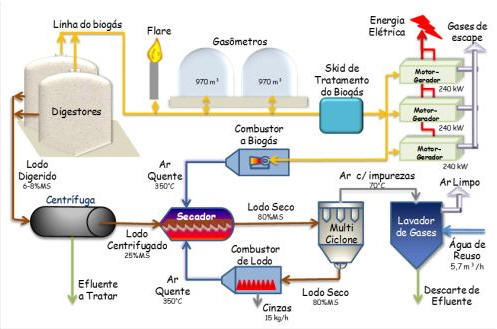 Linha do biogás
Flare
Gasômetros
Energia
Elétrica
Gases de
escape
970 m³
970 m³
Skid de
Tratamento
do Biogás
Motor-
Gerador
240 kW
Motor-
Gerador
240 kW
Motor-
Gerador
240 kW
Digestores
Lodo
Digerido
6-8%MS
Combustor
a Biogás
Ar
Quente
350°C
Ar c/ impurezas
70°C
Ar Limpo
Centrífuga
Secador
Lodo Seco
80%MS
Multi
Ciclone
Lavador
de Gases
Lodo
Centrifugado
25%MS
Água de
Reuso
5,7 m³/h
Combustor
de Lodo
Ar
Quente
350°C
Lodo Seco
80%MS
Efluente
a Tratar
Cinzas
15 kg/h
Descarte de
Efluente